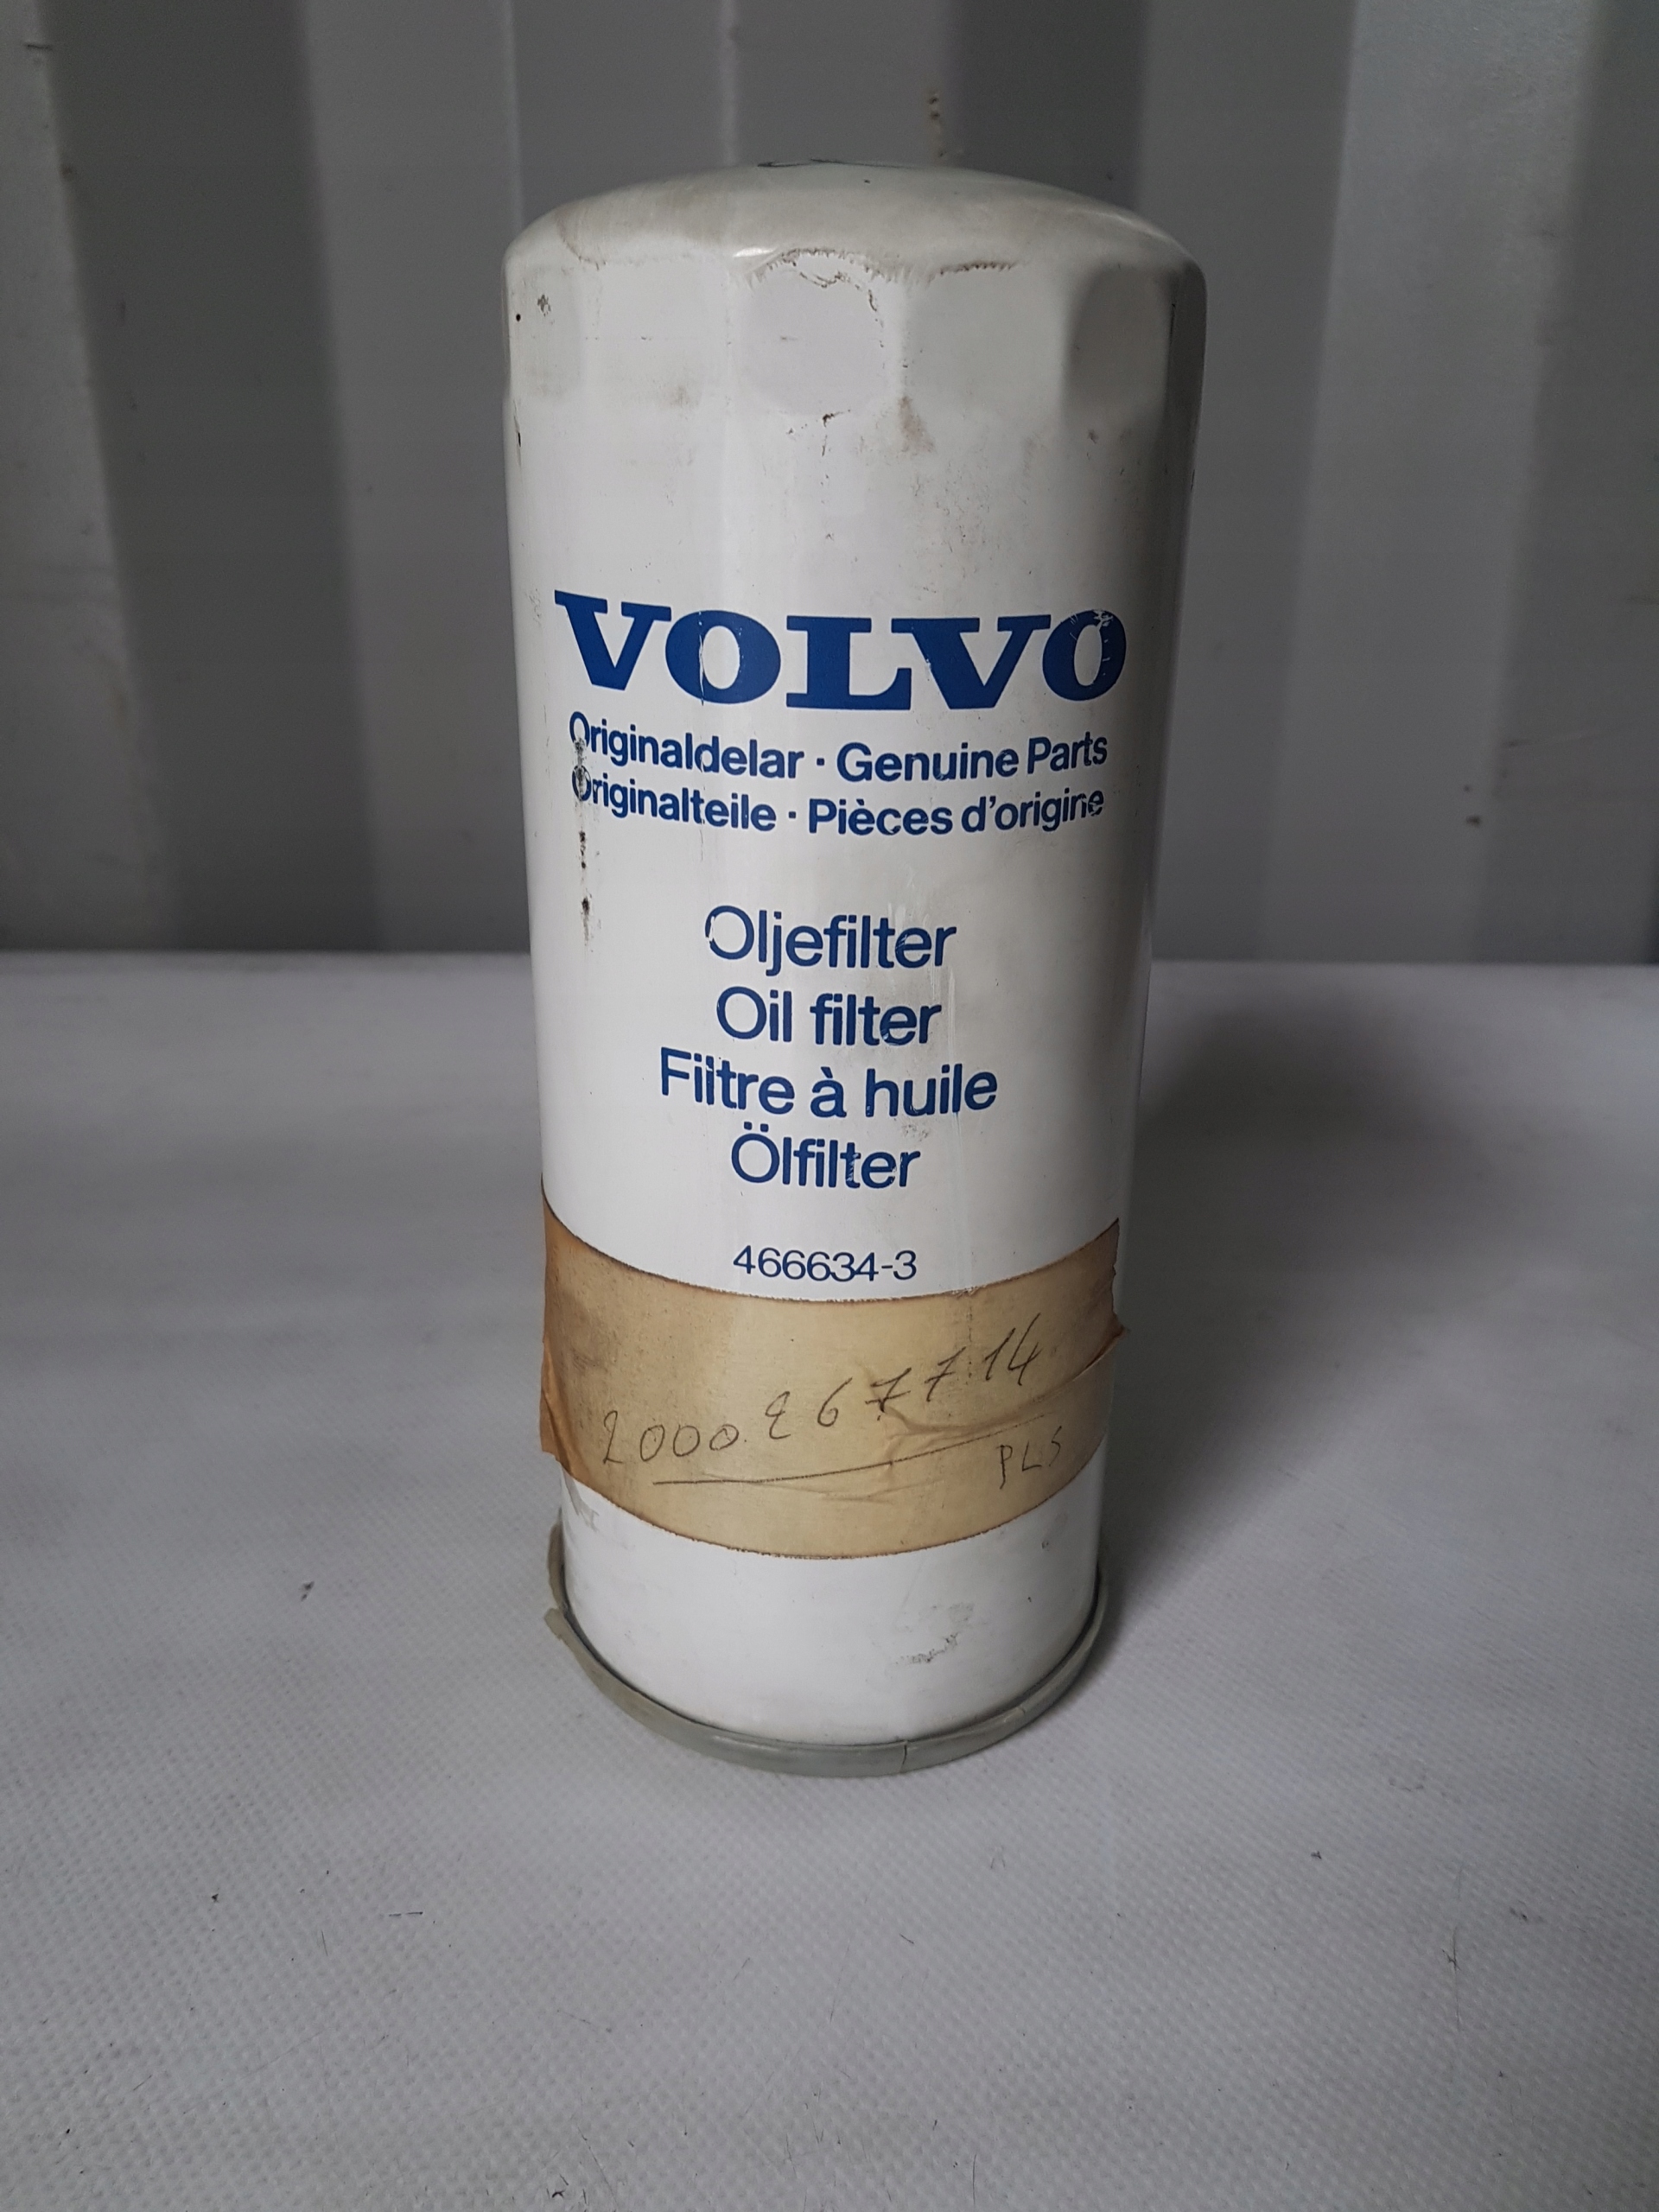 VOLVO
Originaldelar · Genuine Parts
Originalteile · Pièces d'origine
Oljefilter
Oil filter
Filtre à huile
Ölfilter
466634-3
2000 267714
PLS